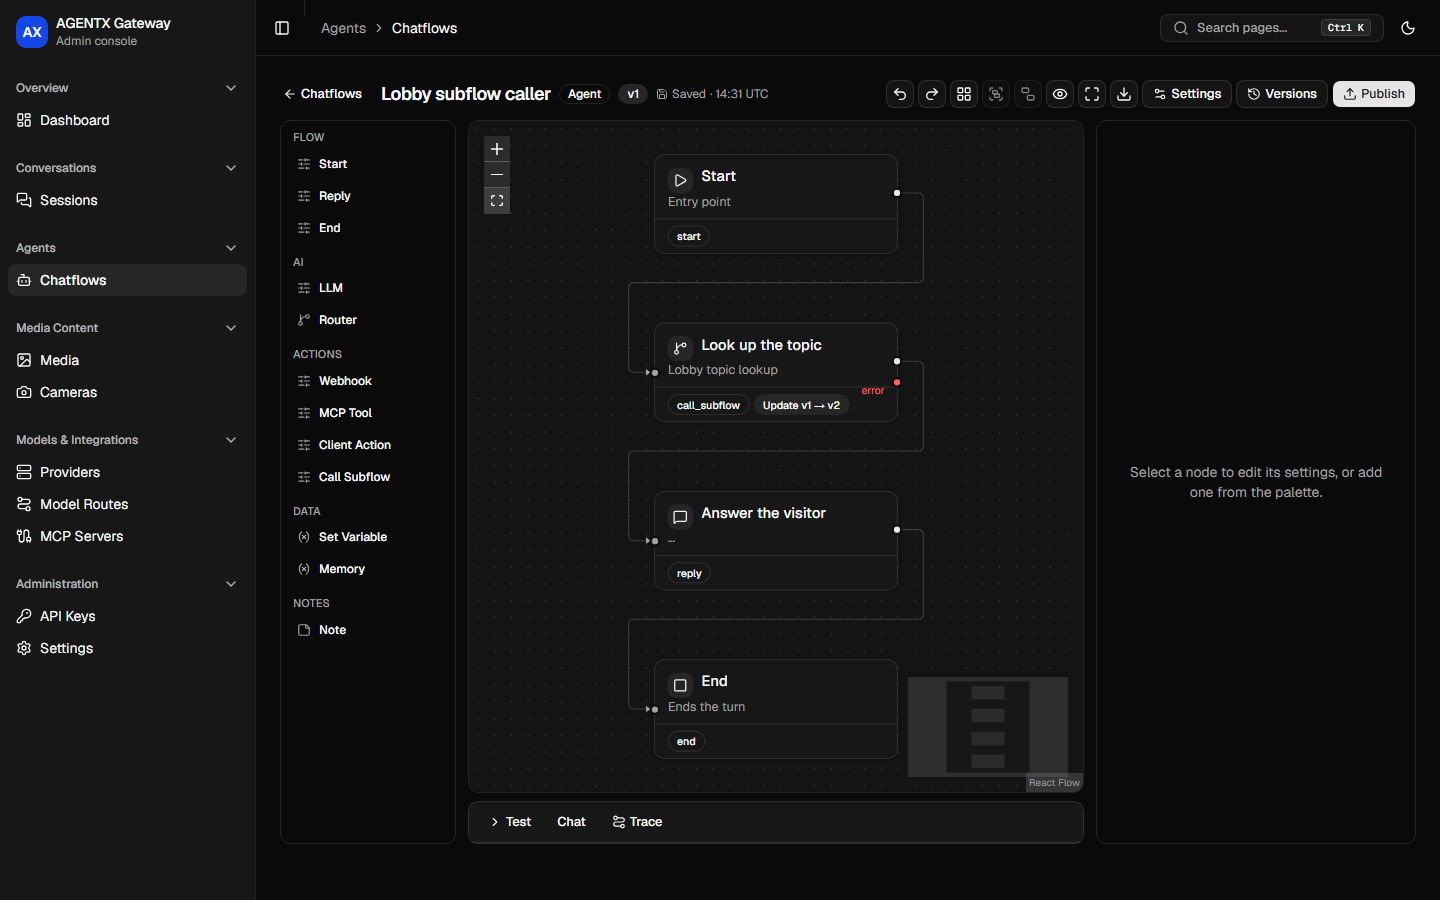 AX
AGENTX Gateway
Admin console
Overview
Dashboard
Conversations
Sessions
Agents
Chatflows
Media Content
Media
Cameras
Models & Integrations
Providers
Model Routes
MCP Servers
Administration
API Keys
Settings
Agents > Chatflows
Search pages... Ctrl K
← Chatflows Lobby subflow caller Agent v1 Saved · 14:31 UTC
Settings Versions Publish
FLOW
Start
Reply
End
AI
LLM
Router
ACTIONS
Webhook
MCP Tool
Client Action
Call Subflow
DATA
Set Variable
Memory
NOTES
Note
Start
Entry point
start
Look up the topic
Lobby topic lookup
error
call_subflow Update v1 → v2
Answer the visitor
...
reply
End
Ends the turn
end
React Flow
Test Chat Trace
Select a node to edit its settings, or add
one from the palette.